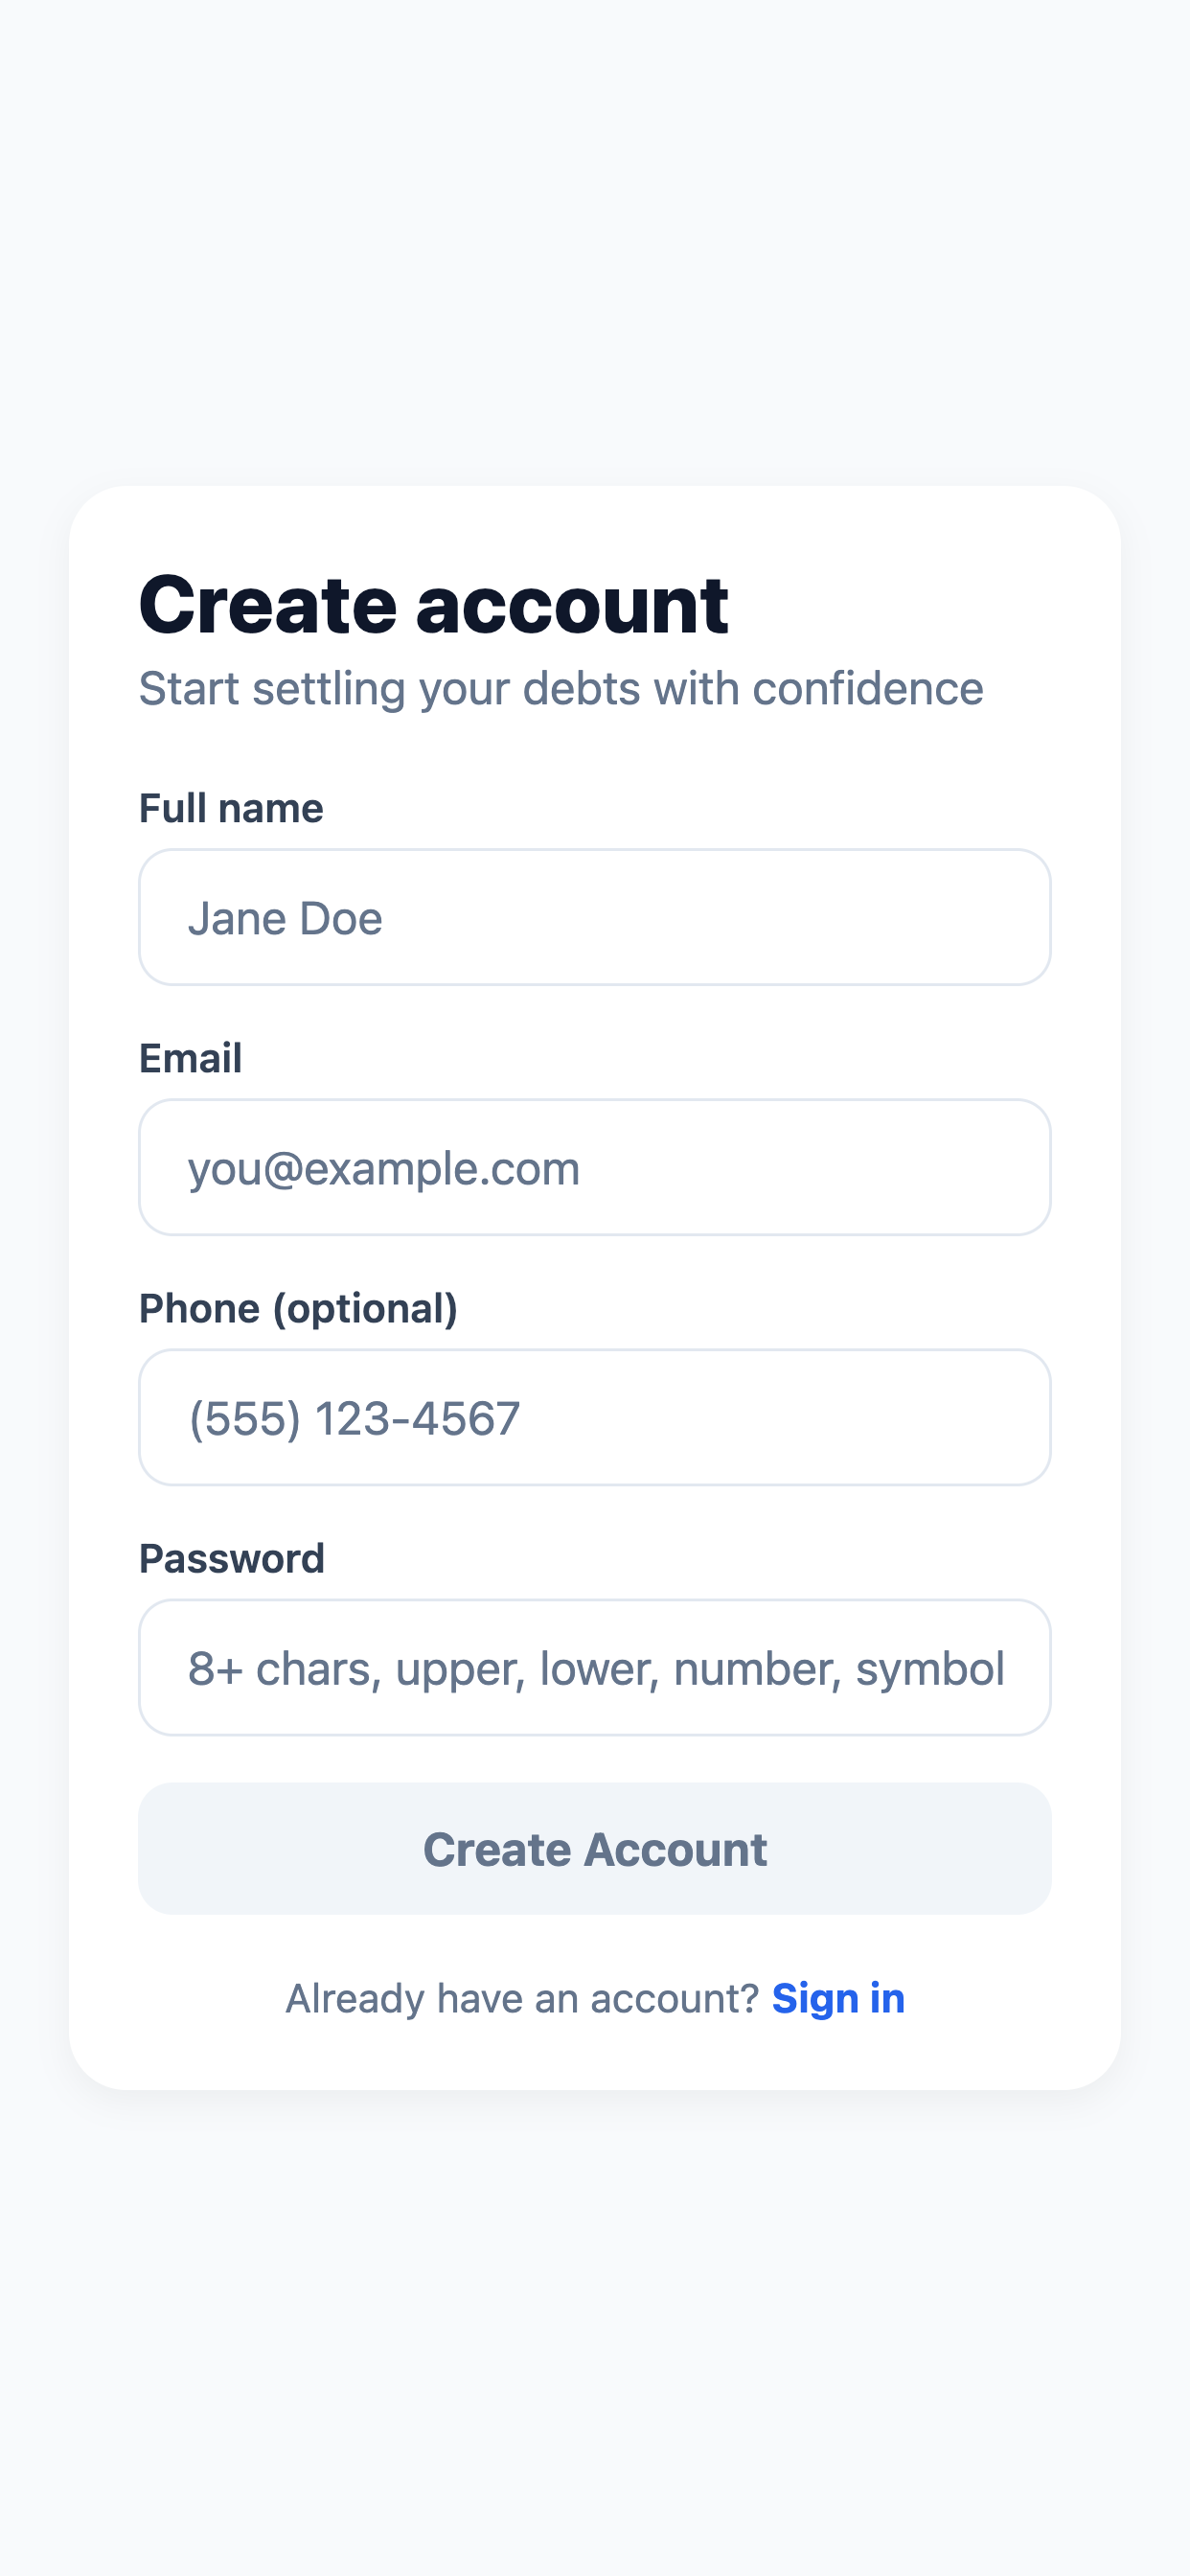 Create account
Start settling your debts with confidence
Full name
Jane Doe
Email
you@example.com
Phone (optional)
(555) 123-4567
Password
8+ chars, upper, lower, number, symbol
Create Account
Already have an account? Sign in